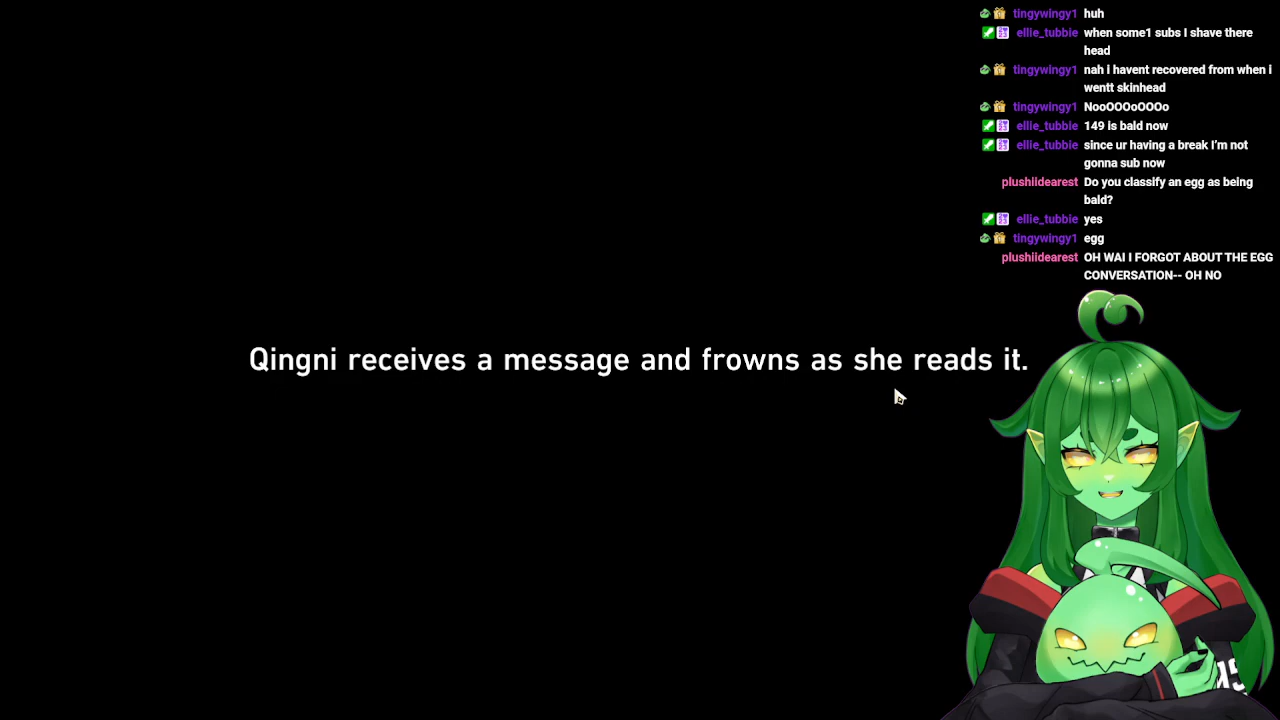 tingywingy1 huh
ellie_tubbie when some1 subs I shave there
head
tingywingy1 nah i havent recovered from when i
wentt skinhead
tingywingy1 NooOOOoOOOo
ellie_tubbie 149 is bald now
ellie_tubbie since ur having a break I'm not
gonna sub now
plushiidearest Do you classify an egg as being
bald?
ellie_tubbie yes
tingywingy1 egg
plushiidearest OH WAI I FORGOT ABOUT THE EGG
CONVERSATION-- OH NO
Qingni receives a message and frowns as she reads it.